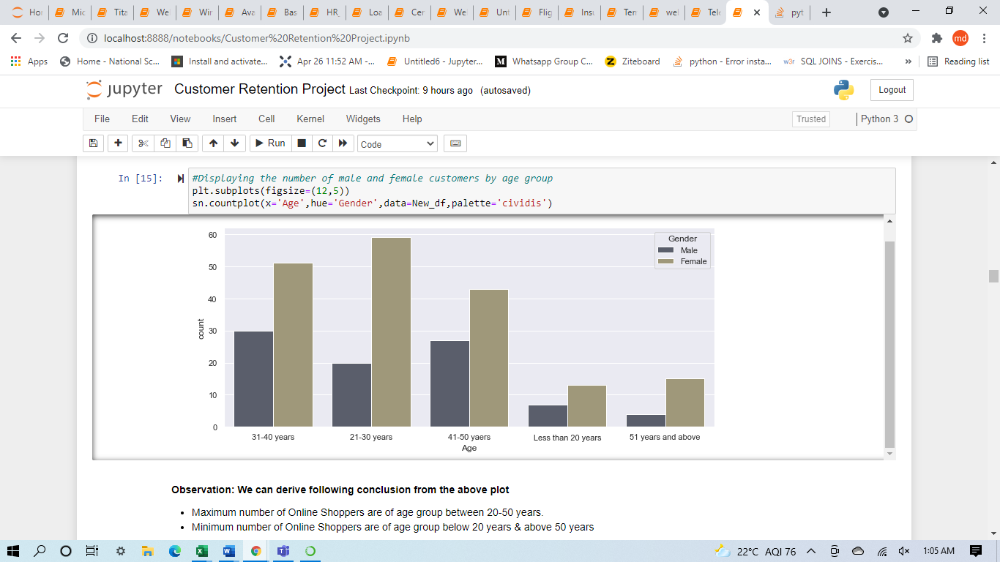 Hor Mic Tita Wel Wir Ava Bas HR_ Loa Cer We Unt Flig Insu Ter wel Tele pyt
localhost:8888/notebooks/Customer%20Retention%20Project.ipynb
md
Apps Home - National Sc... Install and activate... Apr 26 11:52 AM -... Untitled6 - Jupyter... Whatsapp Group C... Ziteboard python - Error insta... w3r SQL JOINS - Exercis... » Reading list
jupyter Customer Retention Project Last Checkpoint: 9 hours ago (autosaved) Logout
File Edit View Insert Cell Kernel Widgets Help Trusted Python 3
Run Code
In [15]: #Displaying the number of male and female customers by age group
plt.subplots(figsize=(12,5))
sn.countplot(x='Age',hue='Gender',data=New_df,palette='cividis')
Gender
Male
Female
60
50
40
30
20
10
0
count
31-40 years 21-30 years 41-50 yaers Less than 20 years 51 years and above
Age
Observation: We can derive following conclusion from the above plot
• Maximum number of Online Shoppers are of age group between 20-50 years.
• Minimum number of Online Shoppers are of age group below 20 years & above 50 years
22°C AQI 76 1:05 AM